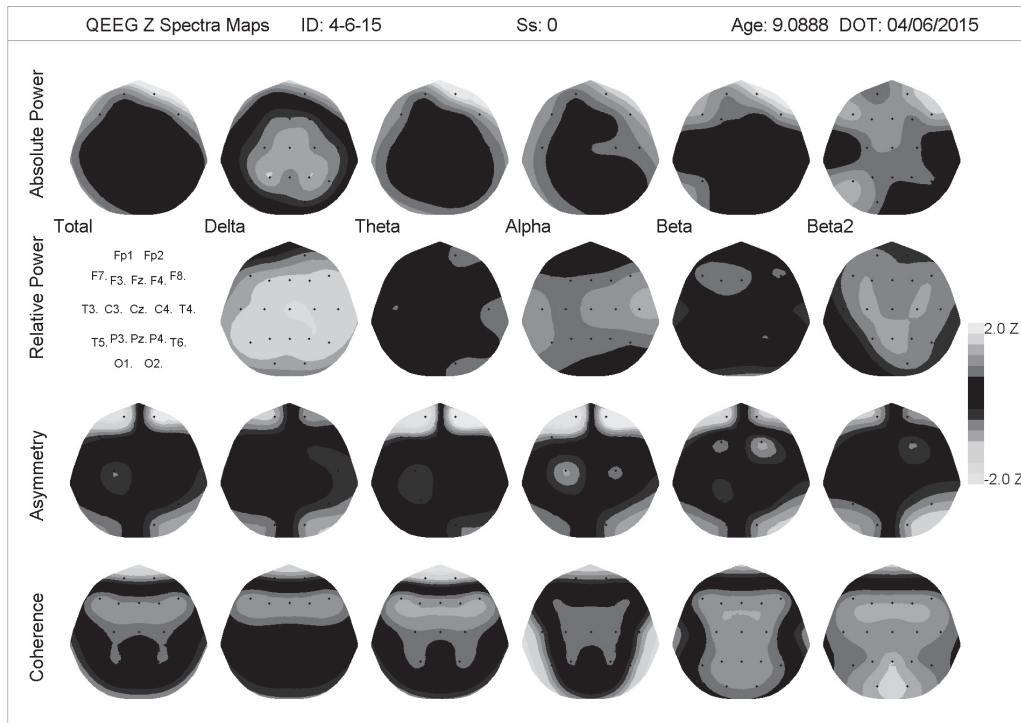 QEEG Z Spectra Maps ID: 4-6-15 Ss: 0 Age: 9.0888 DOT: 04/06/2015
Absolute Power
Total Delta Theta Alpha Beta Beta2
Relative Power
Fp1 Fp2
F7. F3. Fz. F4. F8.
T3. C3. Cz. C4. T4.
T5. P3. Pz. P4. T6.
O1. O2.
2.0 Z
-2.0 Z
Asymmetry
Coherence